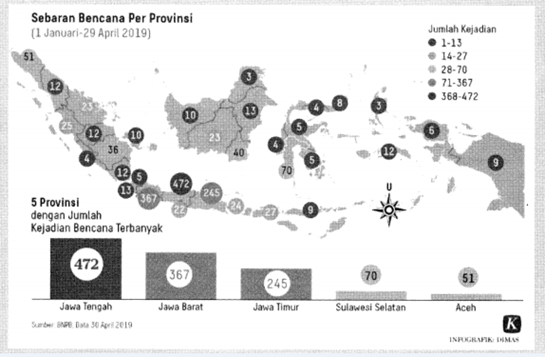 Sebaran Bencana Per Provinsi
(1 Januari-29 April 2019)
Jumlah Kejadian
1-13
14-27
28-70
71-367
368-472
51
12
23
25
12
36
4
10
12
5
13
367
472
22
245
24
27
9
10
3
13
23
40
4
8
5
4
5
70
3
12
6
9
U
5 Provinsi
dengan Jumlah
Kejadian Bencana Terbanyak
472
367
245
70
51
Jawa Tengah
Jawa Barat
Jawa Timur
Sulawesi Selatan
Aceh
Sumber: BNPB, Data 30 April 2019
K
INFOGRAFIK: DIMAS